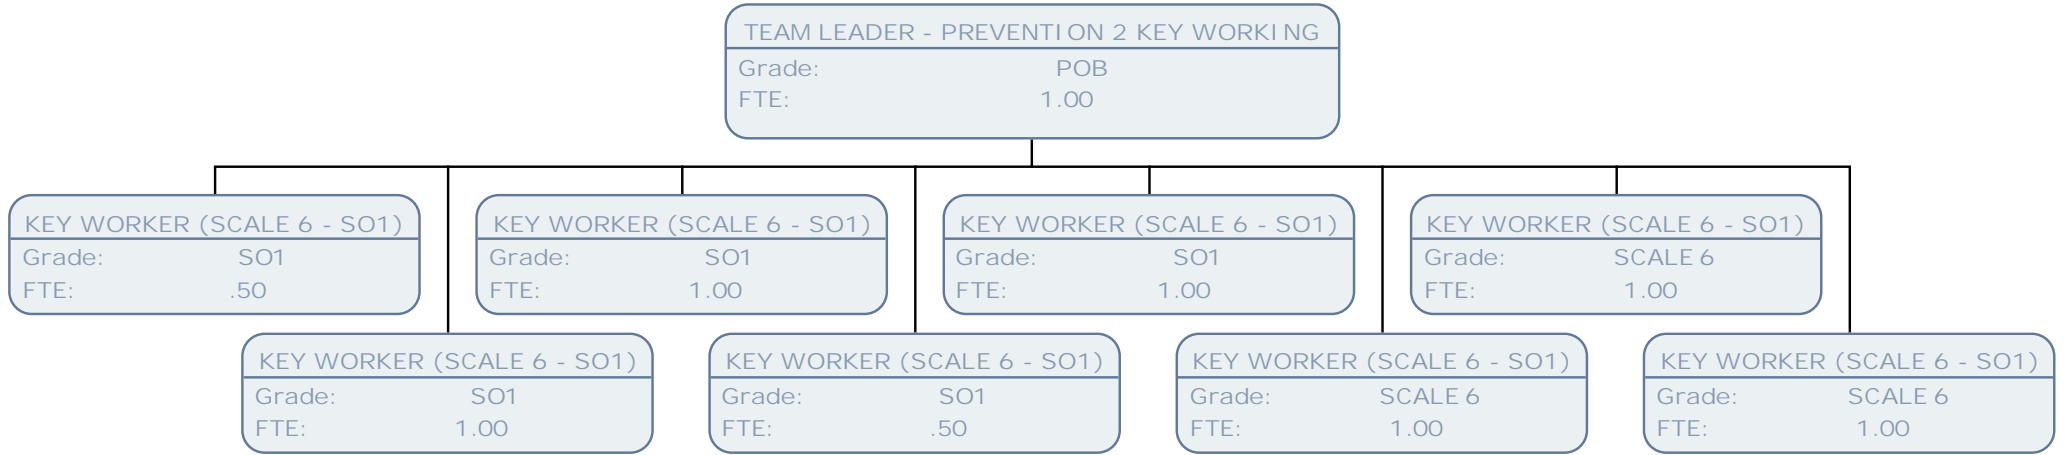 TEAM LEADER - PREVENTION 2 KEY WORKING
Grade: POB
FTE: 1.00
KEY WORKER (SCALE 6 - SO1)
Grade: SO1
FTE: .50
KEY WORKER (SCALE 6 - SO1)
Grade: SO1
FTE: 1.00
KEY WORKER (SCALE 6 - SO1)
Grade: SO1
FTE: 1.00
KEY WORKER (SCALE 6 - SO1)
Grade: SCALE 6
FTE: 1.00
KEY WORKER (SCALE 6 - SO1)
Grade: SO1
FTE: 1.00
KEY WORKER (SCALE 6 - SO1)
Grade: SO1
FTE: .50
KEY WORKER (SCALE 6 - SO1)
Grade: SCALE 6
FTE: 1.00
KEY WORKER (SCALE 6 - SO1)
Grade: SCALE 6
FTE: 1.00